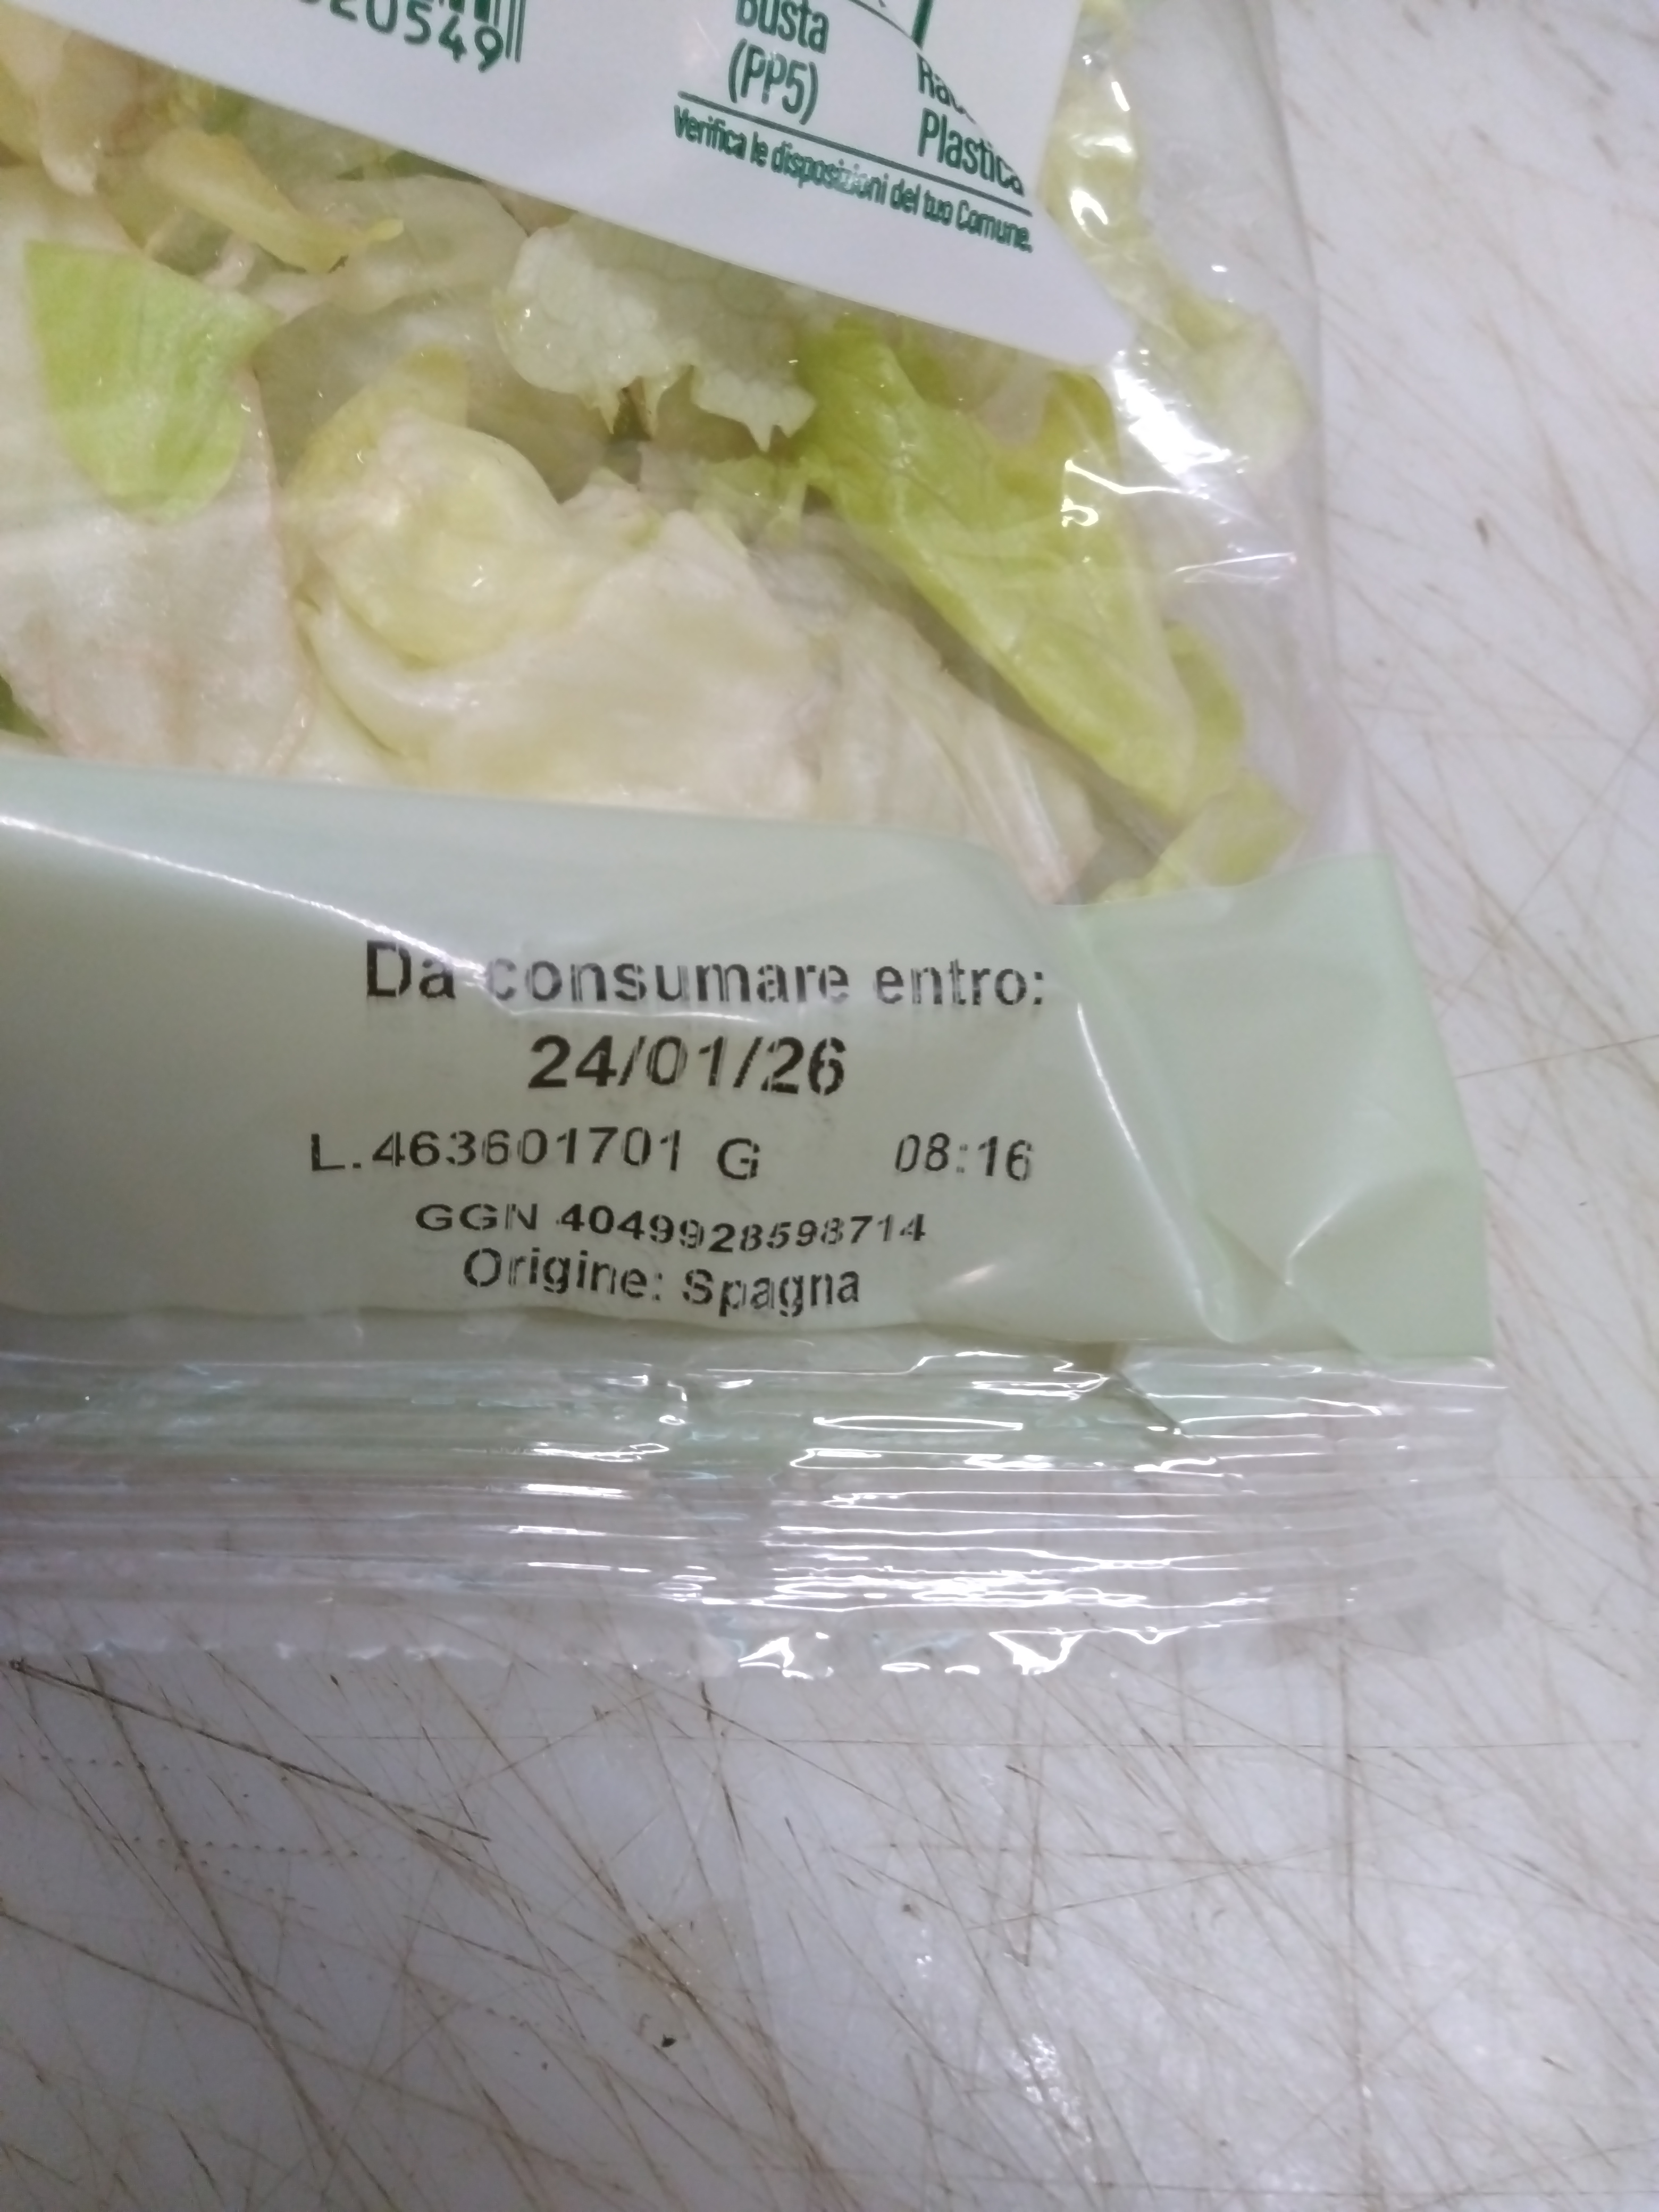 20549
Busta
(PP5)
Plastica
Verifica le disposizioni del tuo Comune.
Da consumare entro:
24/01/26
L.463601701 G 08:16
GGN 4049928598714
Origine: Spagna